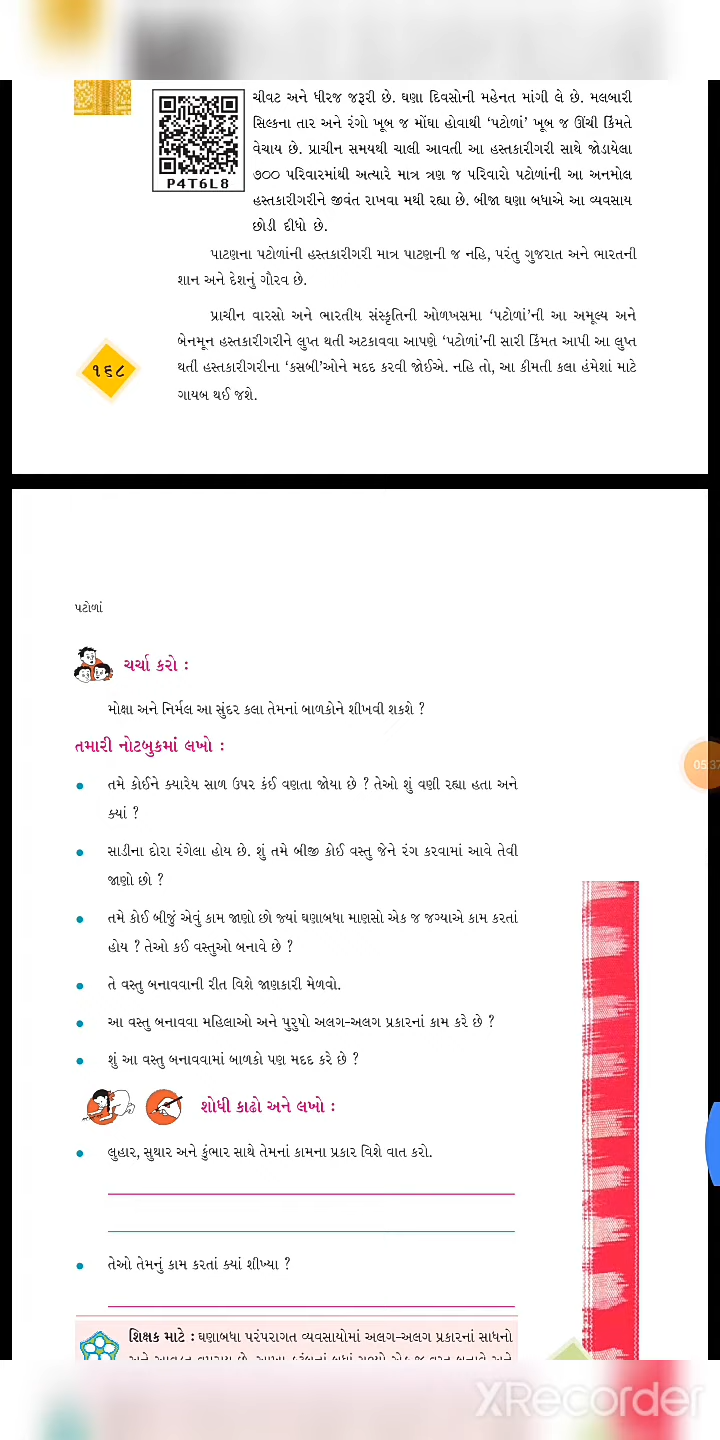 ચીવટ અને ધીરજ જરૂરી છે. ઘણા દિવસોની મહેનત માંગી લે છે. મલબારી
સિલ્કના તાર અને રંગો ખૂબ જ મોંઘા હોવાથી ‘પટોળાં’ ખૂબ જ ઊંચી કિંમતે
વેચાય છે. પ્રાચીન સમયથી ચાલી આવતી આ હસ્તકારીગરી સાથે જોડાયેલા
૭૦૦ પરિવારમાંથી અત્યારે માત્ર ત્રણ જ પરિવારો પટોળાંની આ અનમોલ
હસ્તકારીગરીને જીવંત રાખવા મથી રહ્યા છે. બીજા ઘણા બધાએ આ વ્યવસાય
છોડી દીધો છે.
P4T6L8
પાટણના પટોળાંની હસ્તકારીગરી માત્ર પાટણની જ નહિ, પરંતુ ગુજરાત અને ભારતની
શાન અને દેશનું ગૌરવ છે.
પ્રાચીન વારસો અને ભારતીય સંસ્કૃતિની ઓળખસમા ‘પટોળાં’ની આ અમૂલ્ય અને
બેનમૂન હસ્તકારીગરીને લુપ્ત થતી અટકાવવા આપણે ‘પટોળાં’ની સારી કિંમત આપી આ લુપ્ત
થતી હસ્તકારીગરીના ‘કસબી’ઓને મદદ કરવી જોઈએ. નહિ તો, આ કીમતી કલા હંમેશાં માટે
ગાયબ થઈ જશે.
૧૬૮
પટોળાં
ચર્ચા કરો :
મોક્ષા અને નિર્મલ આ સુંદર કલા તેમનાં બાળકોને શીખવી શકશે ?
તમારી નોટબુકમાં લખો :
● તમે કોઈને ક્યારેય સાળ ઉપર કંઈ વણતા જોયા છે ? તેઓ શું વણી રહ્યા હતા અને
ક્યાં ?
● સાડીના દોરા રંગેલા હોય છે. શું તમે બીજી કોઈ વસ્તુ જેને રંગ કરવામાં આવે તેવી
જાણો છો ?
● તમે કોઈ બીજું એવું કામ જાણો છો જ્યાં ઘણાબધા માણસો એક જ જગ્યાએ કામ કરતાં
હોય ? તેઓ કઈ વસ્તુઓ બનાવે છે ?
● તે વસ્તુ બનાવવાની રીત વિશે જાણકારી મેળવો.
● આ વસ્તુ બનાવવા મહિલાઓ અને પુરુષો અલગ-અલગ પ્રકારનાં કામ કરે છે ?
● શું આ વસ્તુ બનાવવામાં બાળકો પણ મદદ કરે છે ?
શોધી કાઢો અને લખો :
● લુહાર, સુથાર અને કુંભાર સાથે તેમનાં કામના પ્રકાર વિશે વાત કરો.
● તેઓ તેમનું કામ કરતાં ક્યાં શીખ્યા ?
શિક્ષક માટે : ઘણાબધા પરંપરાગત વ્યવસાયોમાં અલગ-અલગ પ્રકારનાં સાધનો
05:37
XRecorder